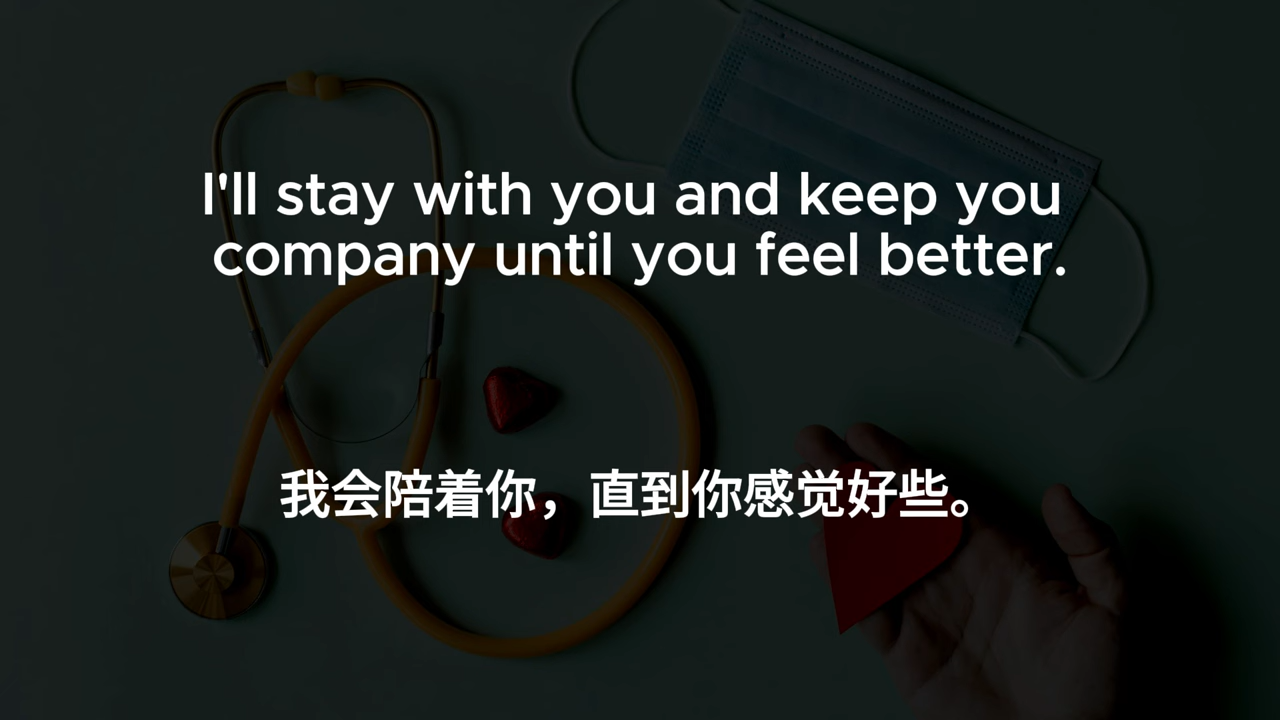 I'll stay with you and keep you
company until you feel better.
我会陪着你，直到你感觉好些。